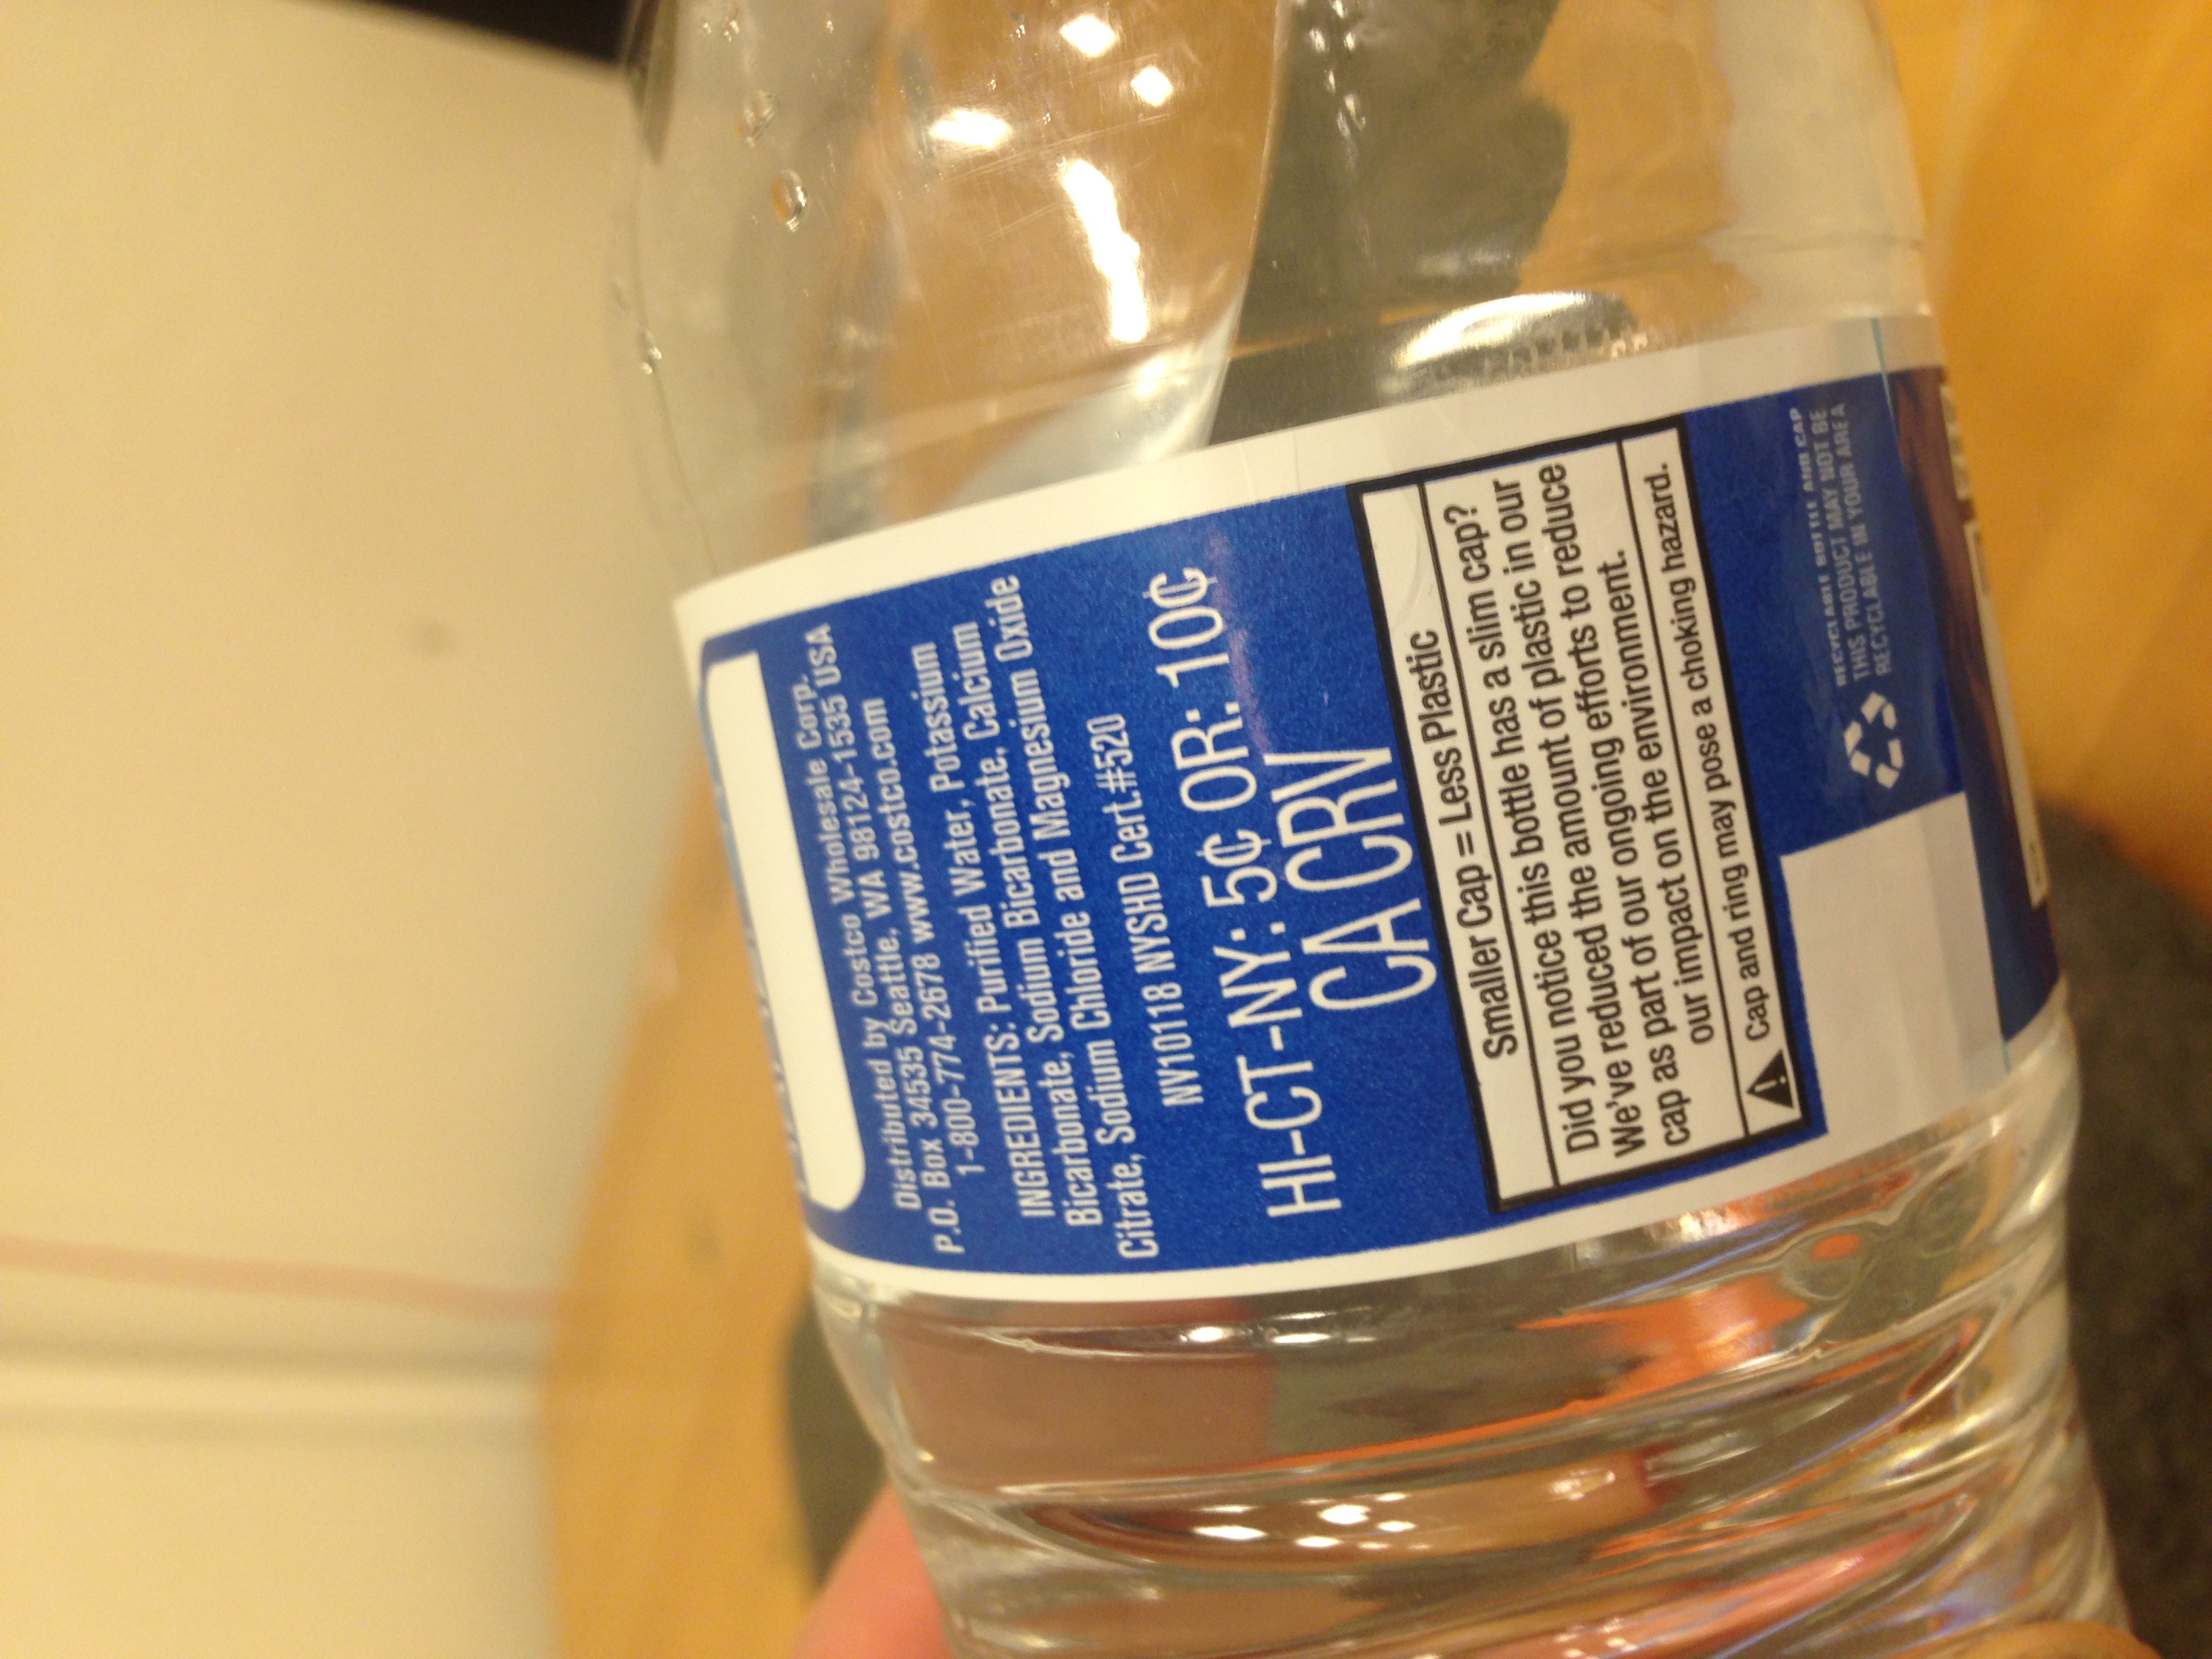 Distributed by Costco Wholesale Corp.
P.O. Box 34535 Seattle, WA 98124-1535 USA
1-800-774-2678 www.costco.com
INGREDIENTS: Purified Water, Potassium
Bicarbonate, Sodium Bicarbonate, Calcium
Citrate, Sodium Chloride and Magnesium Oxide
NV10118 NYSHD Cert.#520
HI-CT-NY: 5¢ OR: 10¢
CA CRV
Smaller Cap = Less Plastic
Did you notice this bottle has a slim cap?
We've reduced the amount of plastic in our
cap as part of our ongoing efforts to reduce
our impact on the environment.
Cap and ring may pose a choking hazard.
RECYCLABLE BOTTLE AND CAP
THIS PRODUCT MAY NOT BE
RECYCLABLE IN YOUR AREA